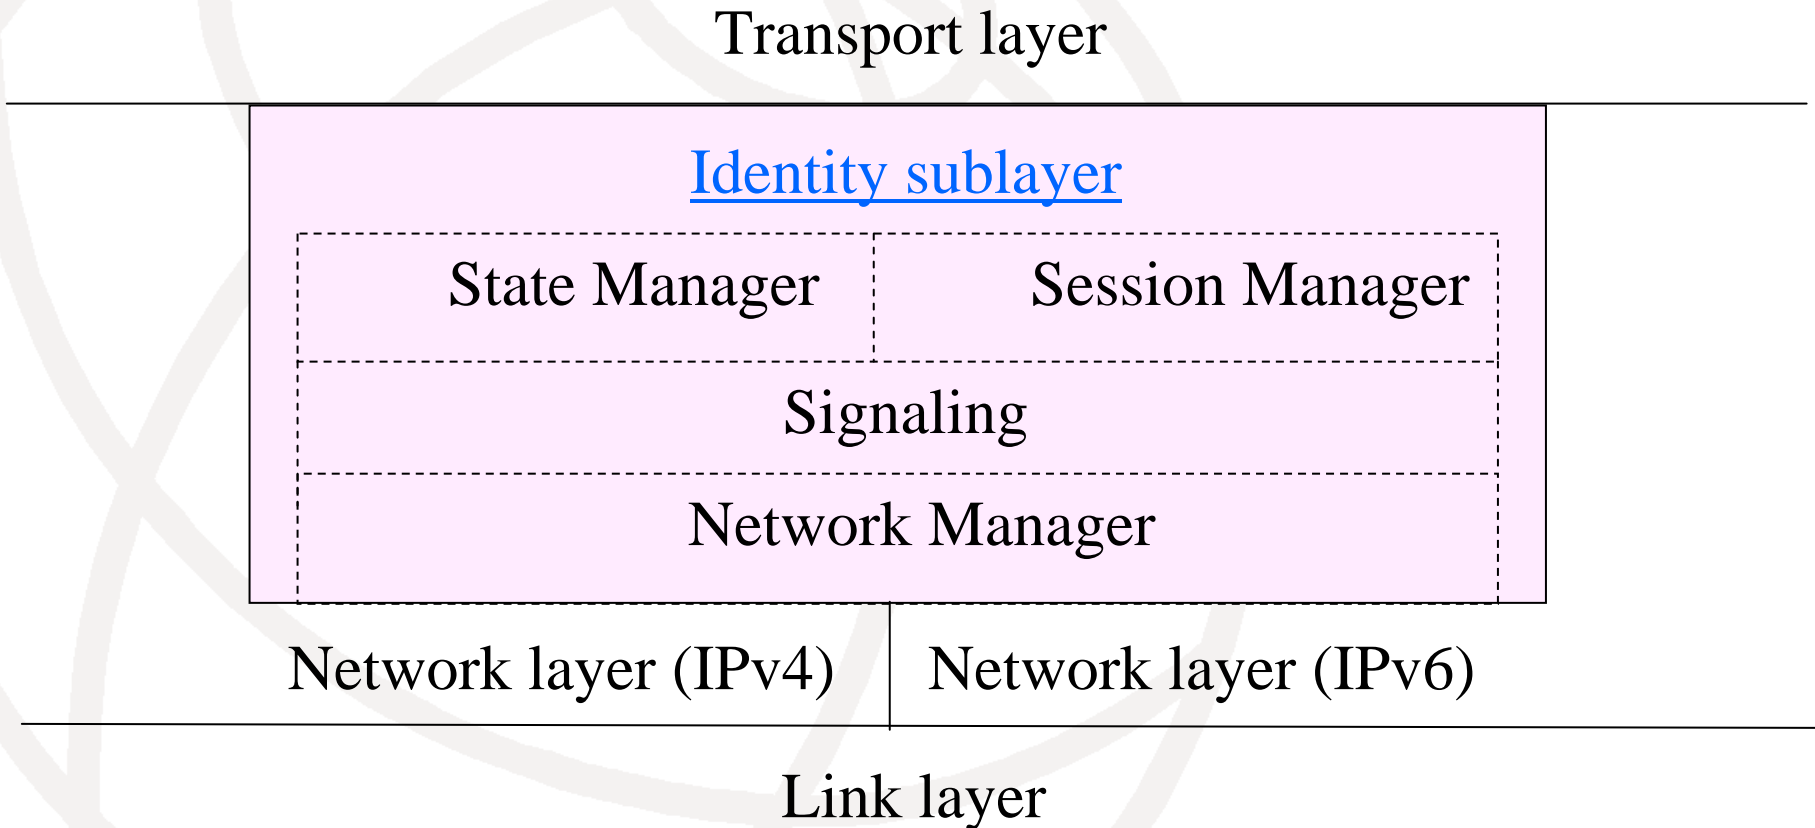 Transport layer
Identity sublayer
State Manager
Session Manager
Signaling
Network Manager
Network layer (IPv4)
Network layer (IPv6)
Link layer